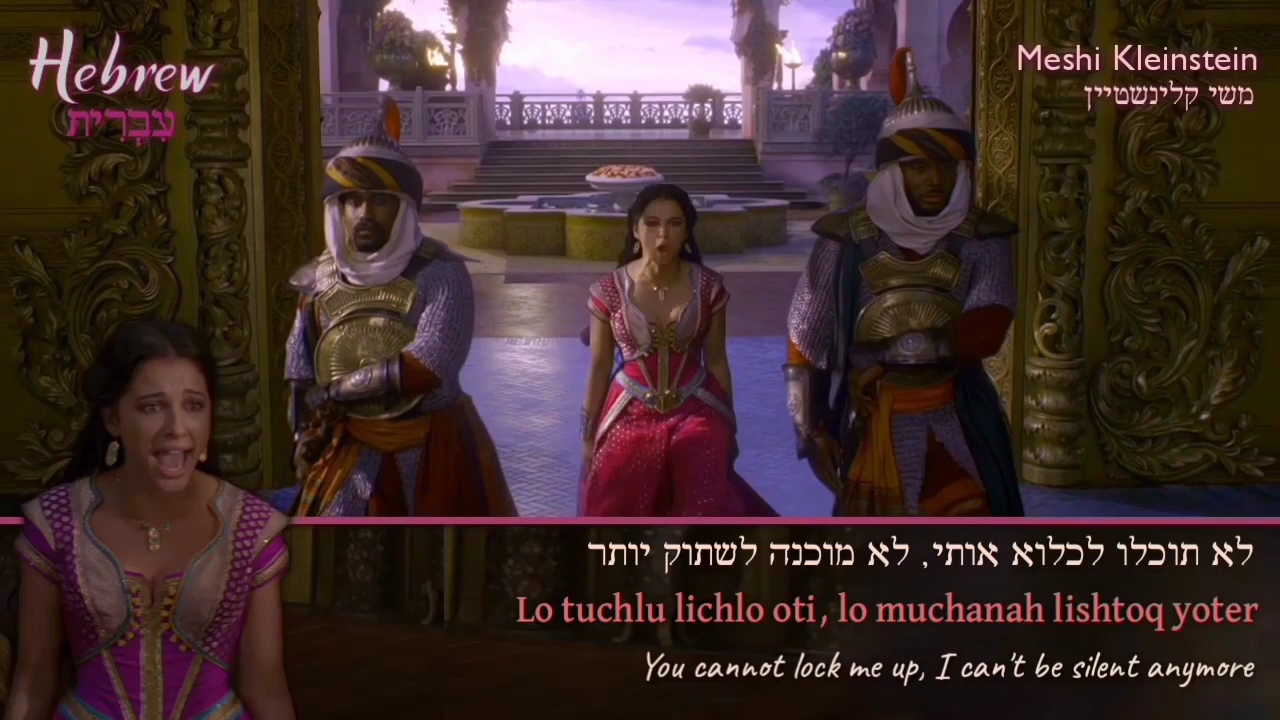 Hebrew
עִבְרִית
Meshi Kleinstein
משי קלינשטיין
לא תוכלו לכלוא אותי, לא מוכנה לשתוק יותר
Lo tuchlu lichlo oti, lo muchanah lishtoq yoter
You cannot lock me up, I can't be silent anymore